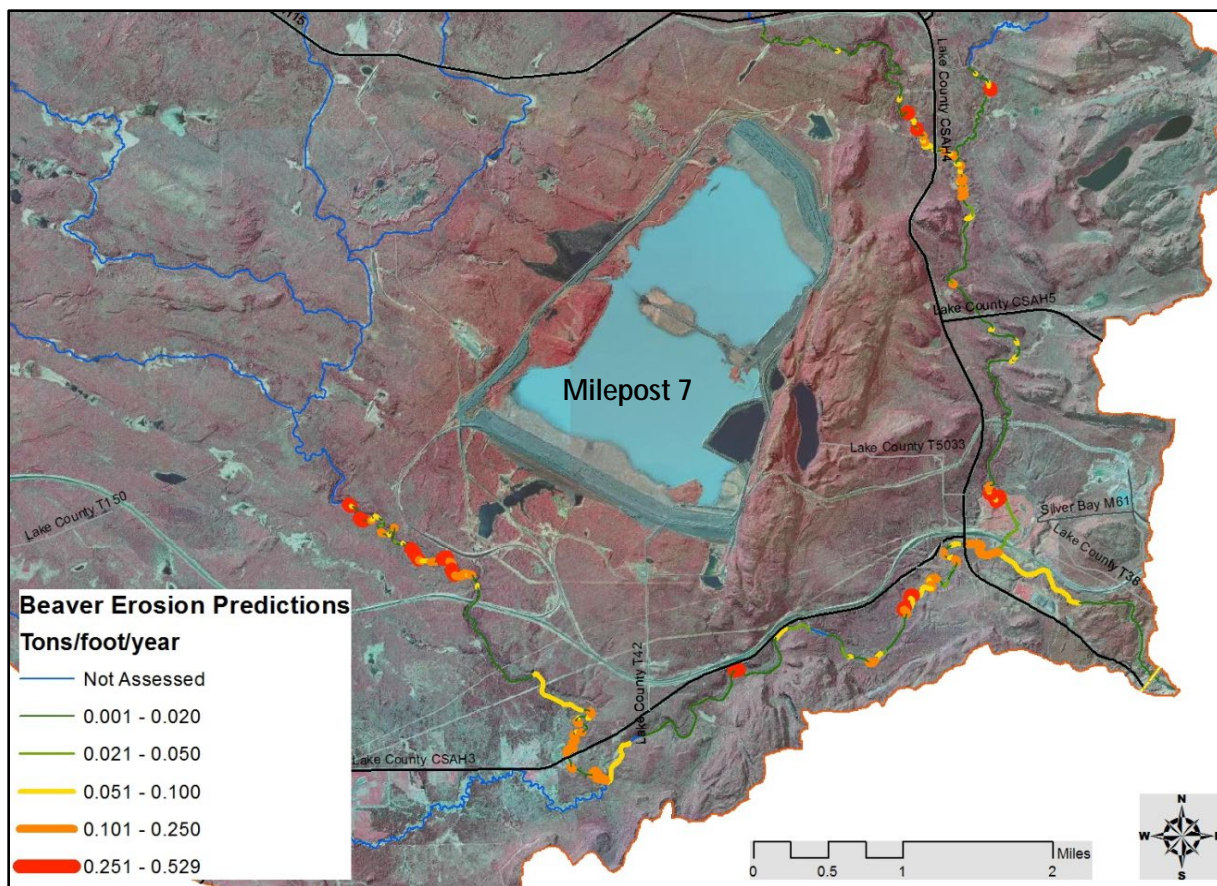 115
Lake County CSAH4
Lake County CSAH5
Milepost 7
Lake County T5033
Silver Bay M61
Lake County T38
Lake County T150
Lake County T42
Lake County CSAH3
Beaver Erosion Predictions
Tons/foot/year
Not Assessed
0.001 - 0.020
0.021 - 0.050
0.051 - 0.100
0.101 - 0.250
0.251 - 0.529
N
W
E
S
Miles
0 0.5 1 2